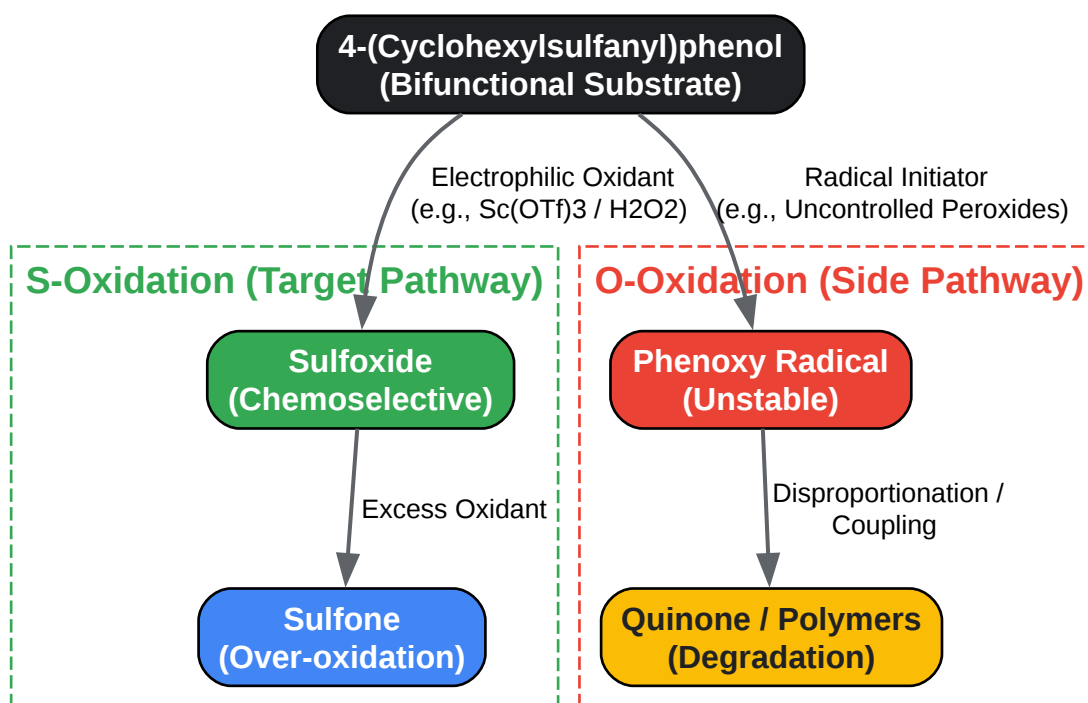 4-(Cyclohexylsulfanyl)phenol
(Bifunctional Substrate)
Electrophilic Oxidant
(e.g., Sc(OTf)3 / H2O2)
Radical Initiator
(e.g., Uncontrolled Peroxides)
S-Oxidation (Target Pathway)
O-Oxidation (Side Pathway)
Sulfoxide
(Chemoselective)
Phenoxy Radical
(Unstable)
Excess Oxidant
Disproportionation /
Coupling
Sulfone
(Over-oxidation)
Quinone / Polymers
(Degradation)